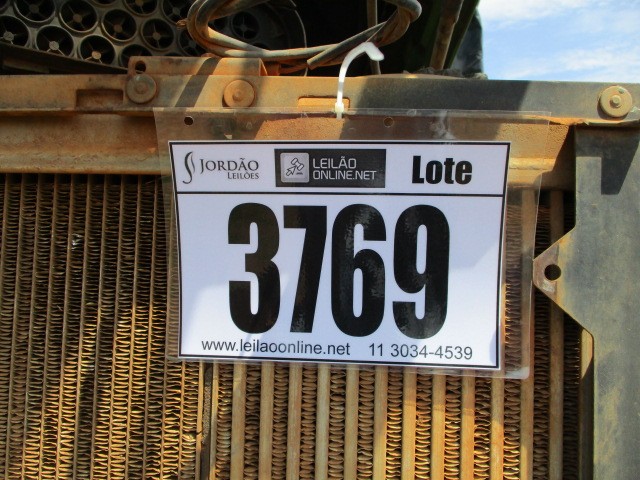 JORDÃO
LEILÕES
LEILÃO
ONLINE.NET
Lote
3769
www.leilaoonline.net 11 3034-4539